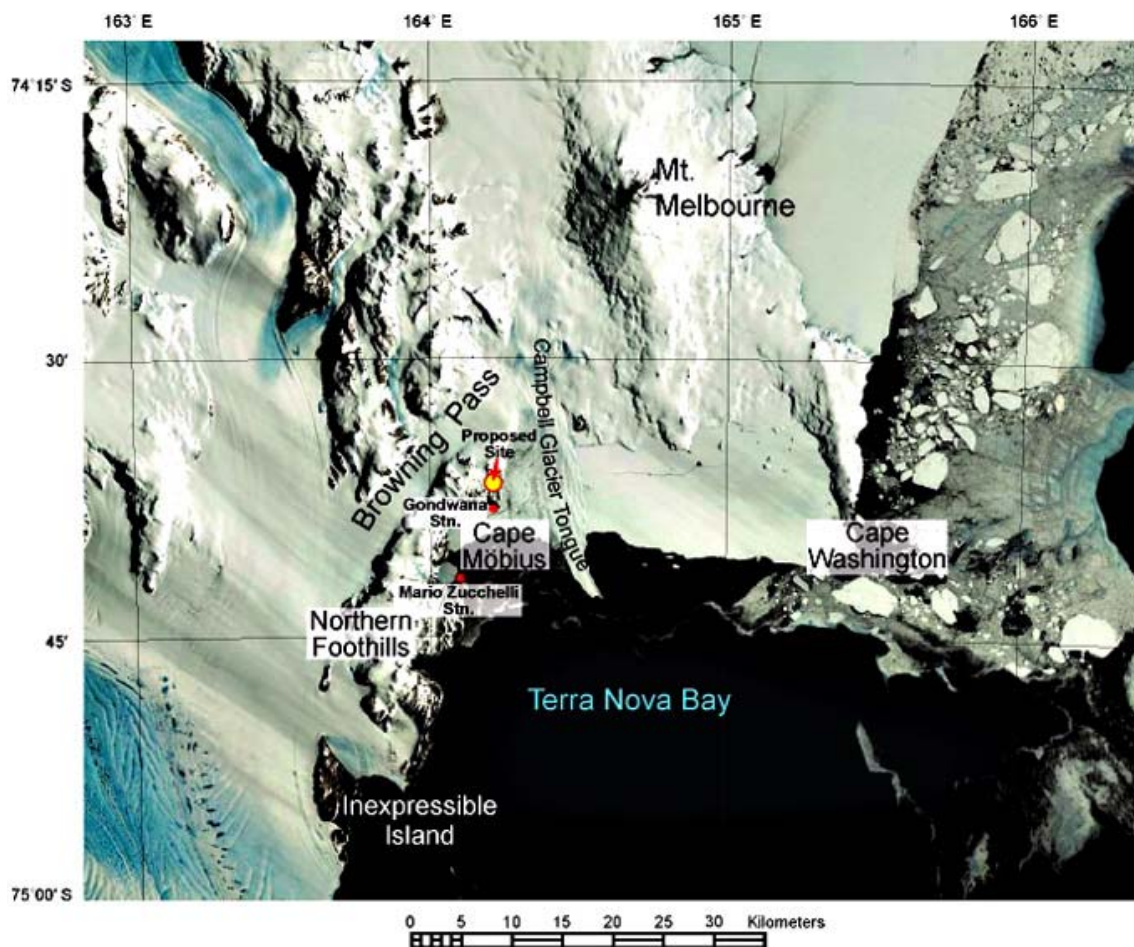 163° E
164° E
165° E
166° E
74°15'S
Mt.
Melbourne
30'
Campbell Glacier Tongue
Browning Pass
Proposed
Site
Gondwana
Stn.
Cape
Möbius
Cape
Washington
Mario Zucchelli
Stn.
Northern
Foothills
45'
Terra Nova Bay
Inexpressible
Island
75°00'S
0 5 10 15 20 25 30 Kilometers